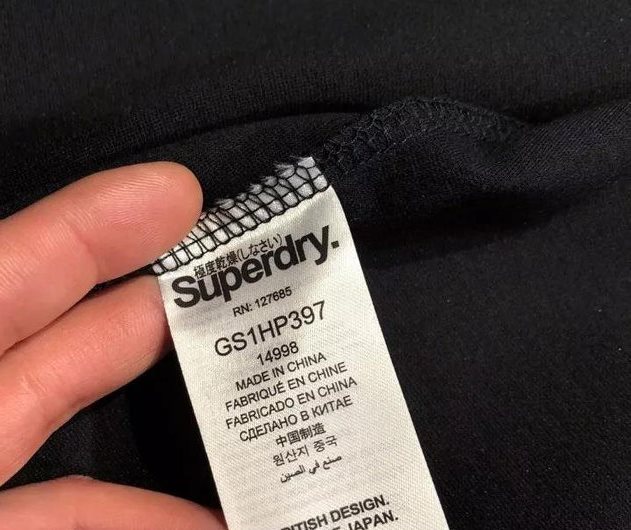 極度乾燥(しなさい)
Superdry.
RN: 127685
GS1HP397
14998
MADE IN CHINA
FABRIQUÉ EN CHINE
FABRICADO EN CHINA
СДЕЛАНО В КИТАЕ
中国制造
원산지 중국
صنع في الصين
DESIGN.
JAPAN.